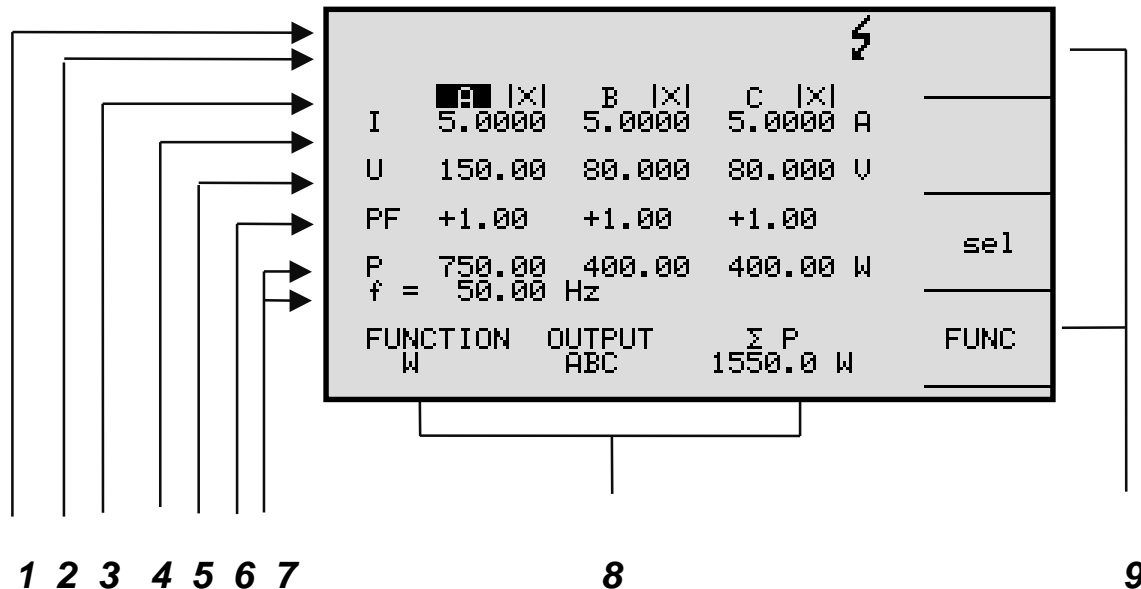 A |X| B |X| C |X|
I 5.0000 5.0000 5.0000 A
U 150.00 80.000 80.000 V
PF +1.00 +1.00 +1.00
sel
P 750.00 400.00 400.00 W
f = 50.00 Hz
FUNCTION OUTPUT Σ P FUNC
W ABC 1550.0 W
1 2 3 4 5 6 7 8 9